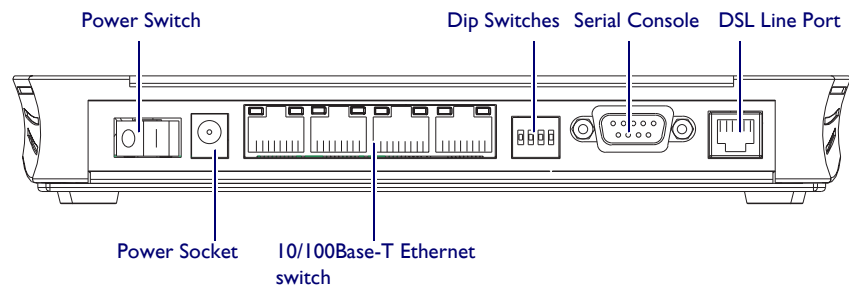 Power Switch
Dip Switches
Serial Console
DSL Line Port
Power Socket
10/100Base-T Ethernet
switch